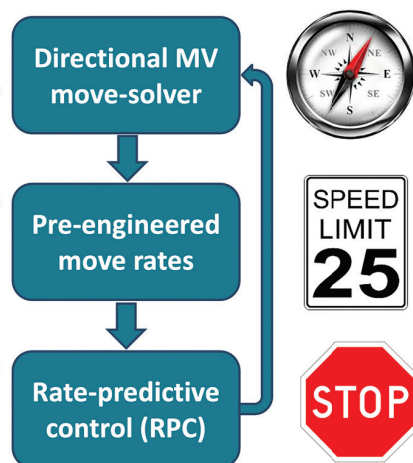 Directional MV
move-solver
N
NW
NE
W
E
SW
SE
S
Pre-engineered
move rates
SPEED
LIMIT
25
Rate-predictive
control (RPC)
STOP